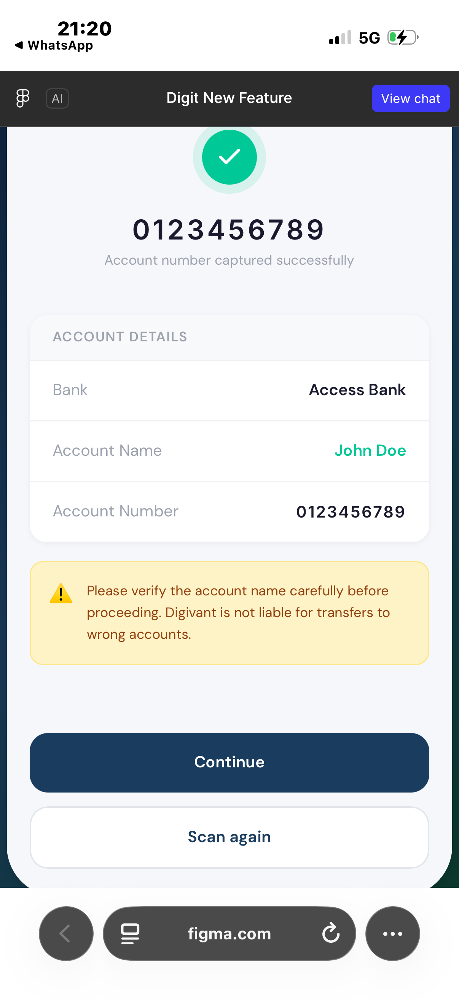 21:20
◀ WhatsApp
5G
AI
Digit New Feature
View chat
0123456789
Account number captured successfully
ACCOUNT DETAILS
Bank
Access Bank
Account Name
John Doe
Account Number
0123456789
Please verify the account name carefully before
proceeding. Digivant is not liable for transfers to
wrong accounts.
Continue
Scan again
figma.com